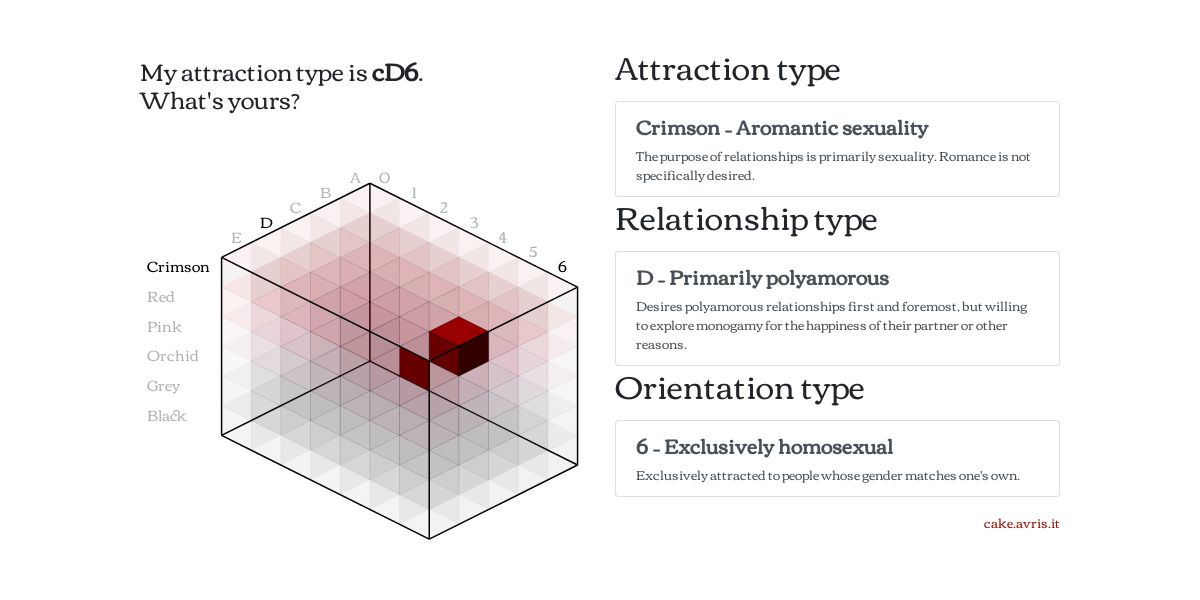 My attraction type is cD6.
What's yours?
A
B
C
D
E
O
1
2
3
4
5
6
Crimson
Red
Pink
Orchid
Grey
Black
Attraction type
Crimson - Aromantic sexuality
The purpose of relationships is primarily sexuality. Romance is not
specifically desired.
Relationship type
D - Primarily polyamorous
Desires polyamorous relationships first and foremost, but willing
to explore monogamy for the happiness of their partner or other
reasons.
Orientation type
6 - Exclusively homosexual
Exclusively attracted to people whose gender matches one's own.
cake.avris.it